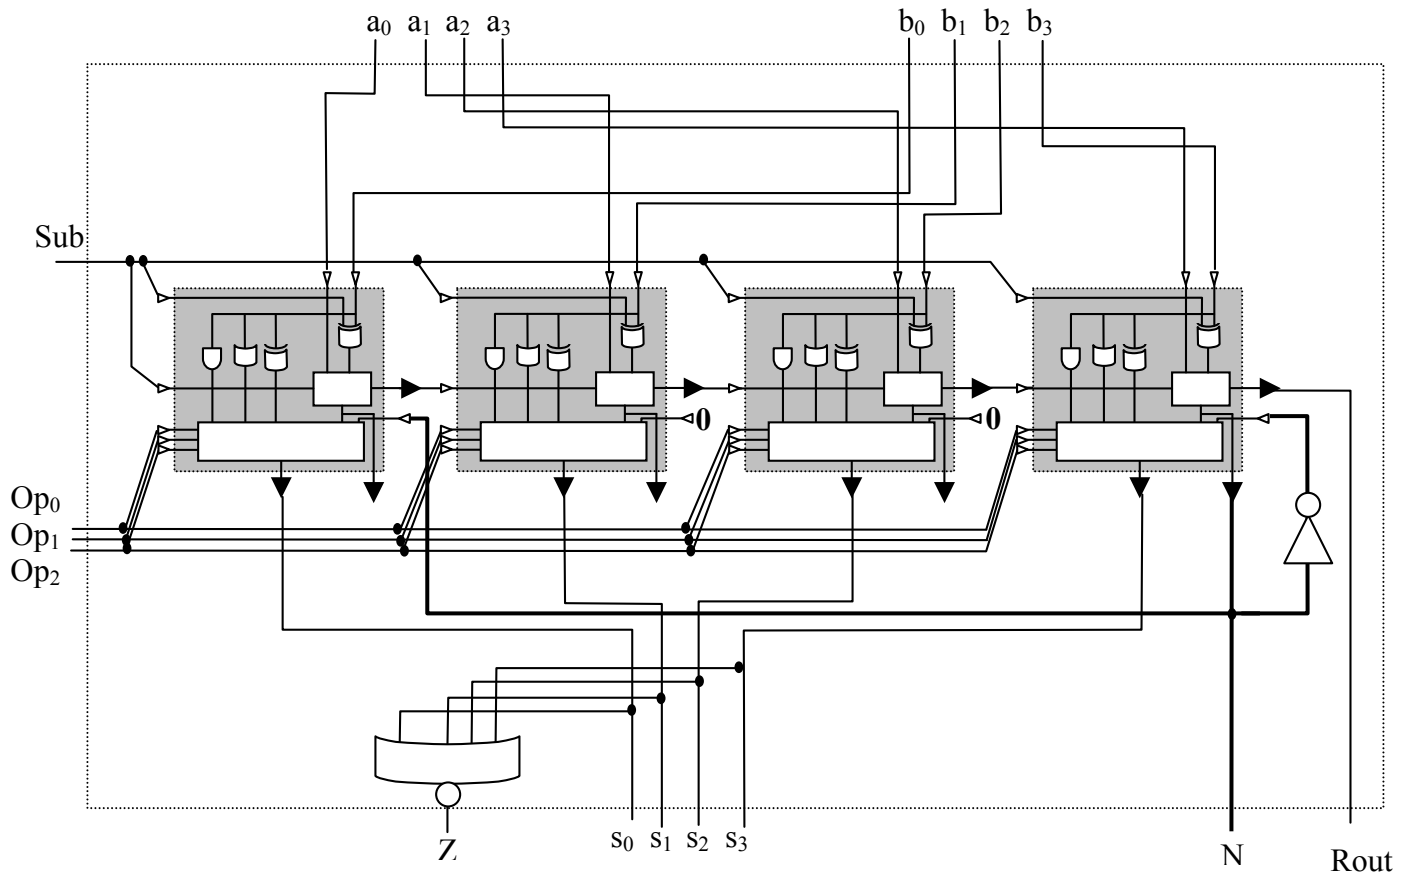 a₀ a₁ a₂ a₃ b₀ b₁ b₂ b₃
Sub
0 0
Op₀
Op₁
Op₂
Z s₀ s₁ s₂ s₃ N Rout